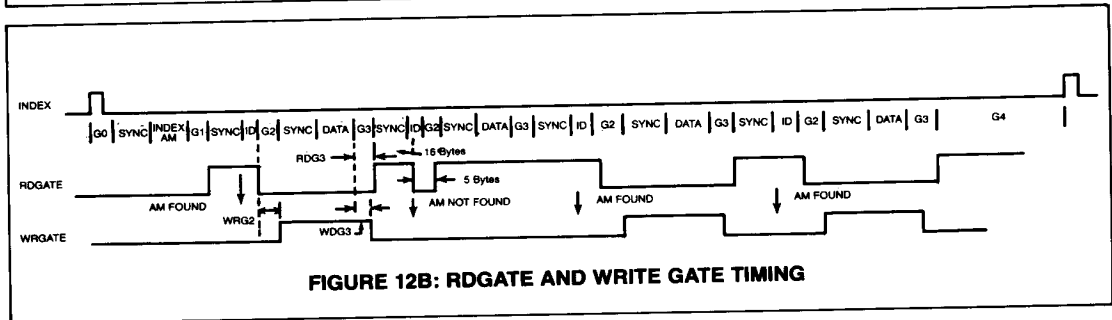 INDEX
G0 SYNC INDEX AM G1 SYNC ID G2 SYNC DATA G3 SYNC ID G2 SYNC DATA G3 SYNC ID G2 SYNC DATA G3 SYNC ID G2 SYNC DATA G3 G4
RDG3 16 Bytes
RDGATE
5 Bytes
AM FOUND AM NOT FOUND AM FOUND AM FOUND
WRG2 WDG3
WRGATE
FIGURE 12B: RDGATE AND WRITE GATE TIMING